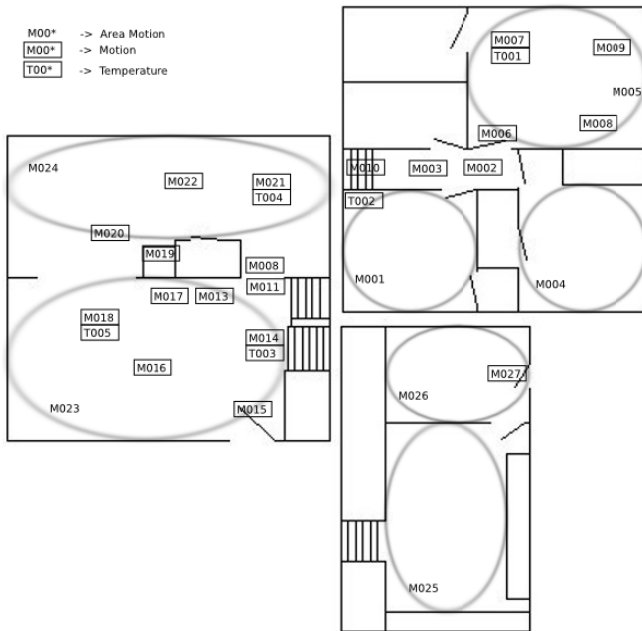 M00* -> Area Motion
M00* -> Motion
T00* -> Temperature
M007
T001
M009
M005
M008
M006
M010
M003
M002
T002
M001
M004
M024
M022
M021
T004
M020
M019
M008
M011
M017
M013
M018
T005
M014
T003
M016
M023
M015
M027
M026
M025